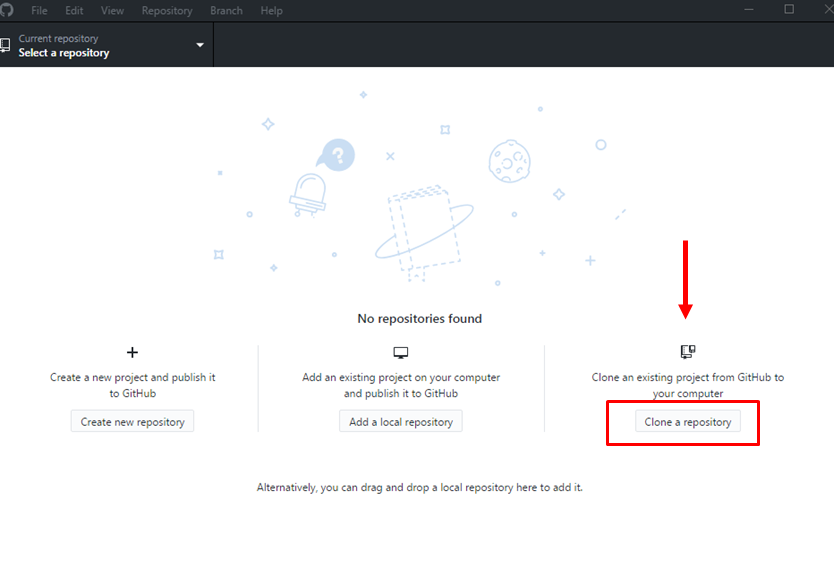 File Edit View Repository Branch Help
Current repository
Select a repository
?
No repositories found
Create a new project and publish it
to GitHub
Create new repository
Add an existing project on your computer
and publish it to GitHub
Add a local repository
Clone an existing project from GitHub to
your computer
Clone a repository
Alternatively, you can drag and drop a local repository here to add it.